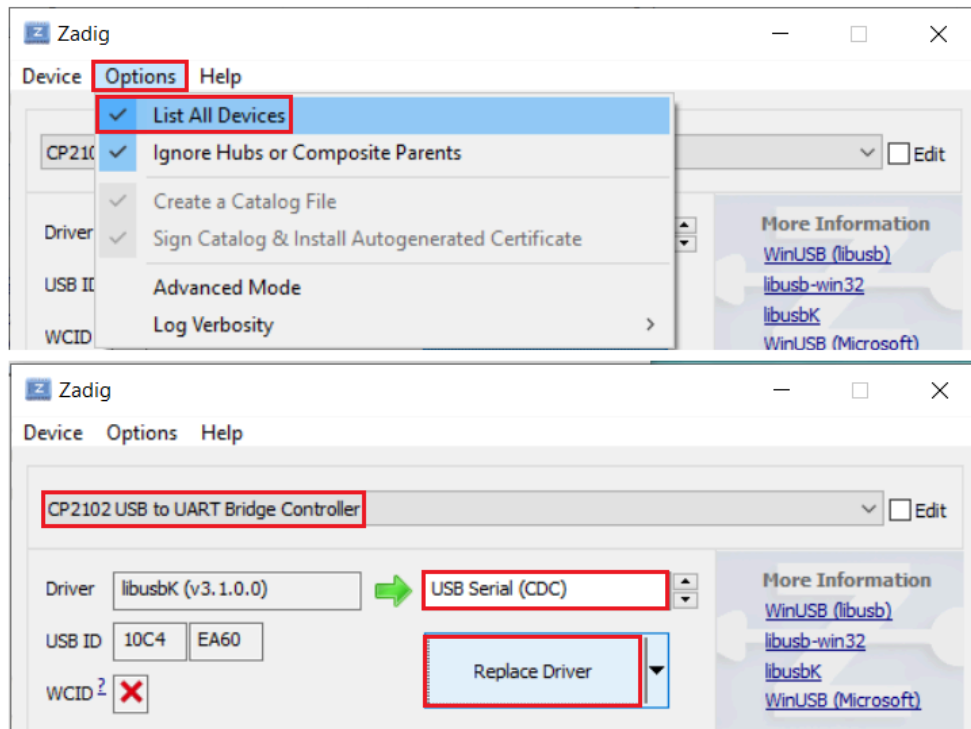 Zadig
Device Options Help
List All Devices
CP210
Ignore Hubs or Composite Parents
Edit
Create a Catalog File
Driver
Sign Catalog & Install Autogenerated Certificate
More Information
WinUSB (libusb)
USB ID
Advanced Mode
libusb-win32
Log Verbosity
libusbK
WCID
WinUSB (Microsoft)
Zadig
Device Options Help
CP2102 USB to UART Bridge Controller
Edit
Driver libusbK (v3.1.0.0) USB Serial (CDC)
More Information
WinUSB (libusb)
USB ID 10C4 EA60
libusb-win32
Replace Driver
libusbK
WCID ?
WinUSB (Microsoft)